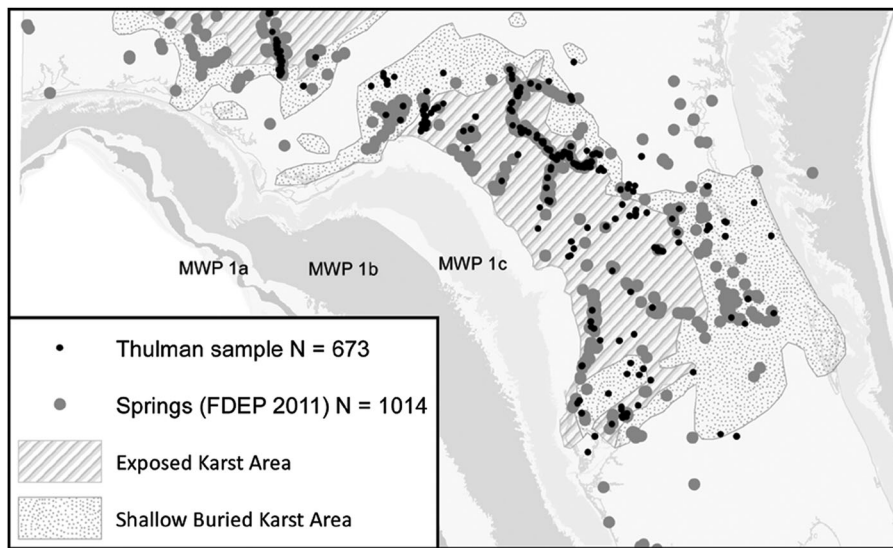 MWP 1a MWP 1b MWP 1c
Thulman sample N = 673
Springs (FDEP 2011) N = 1014
Exposed Karst Area
Shallow Buried Karst Area